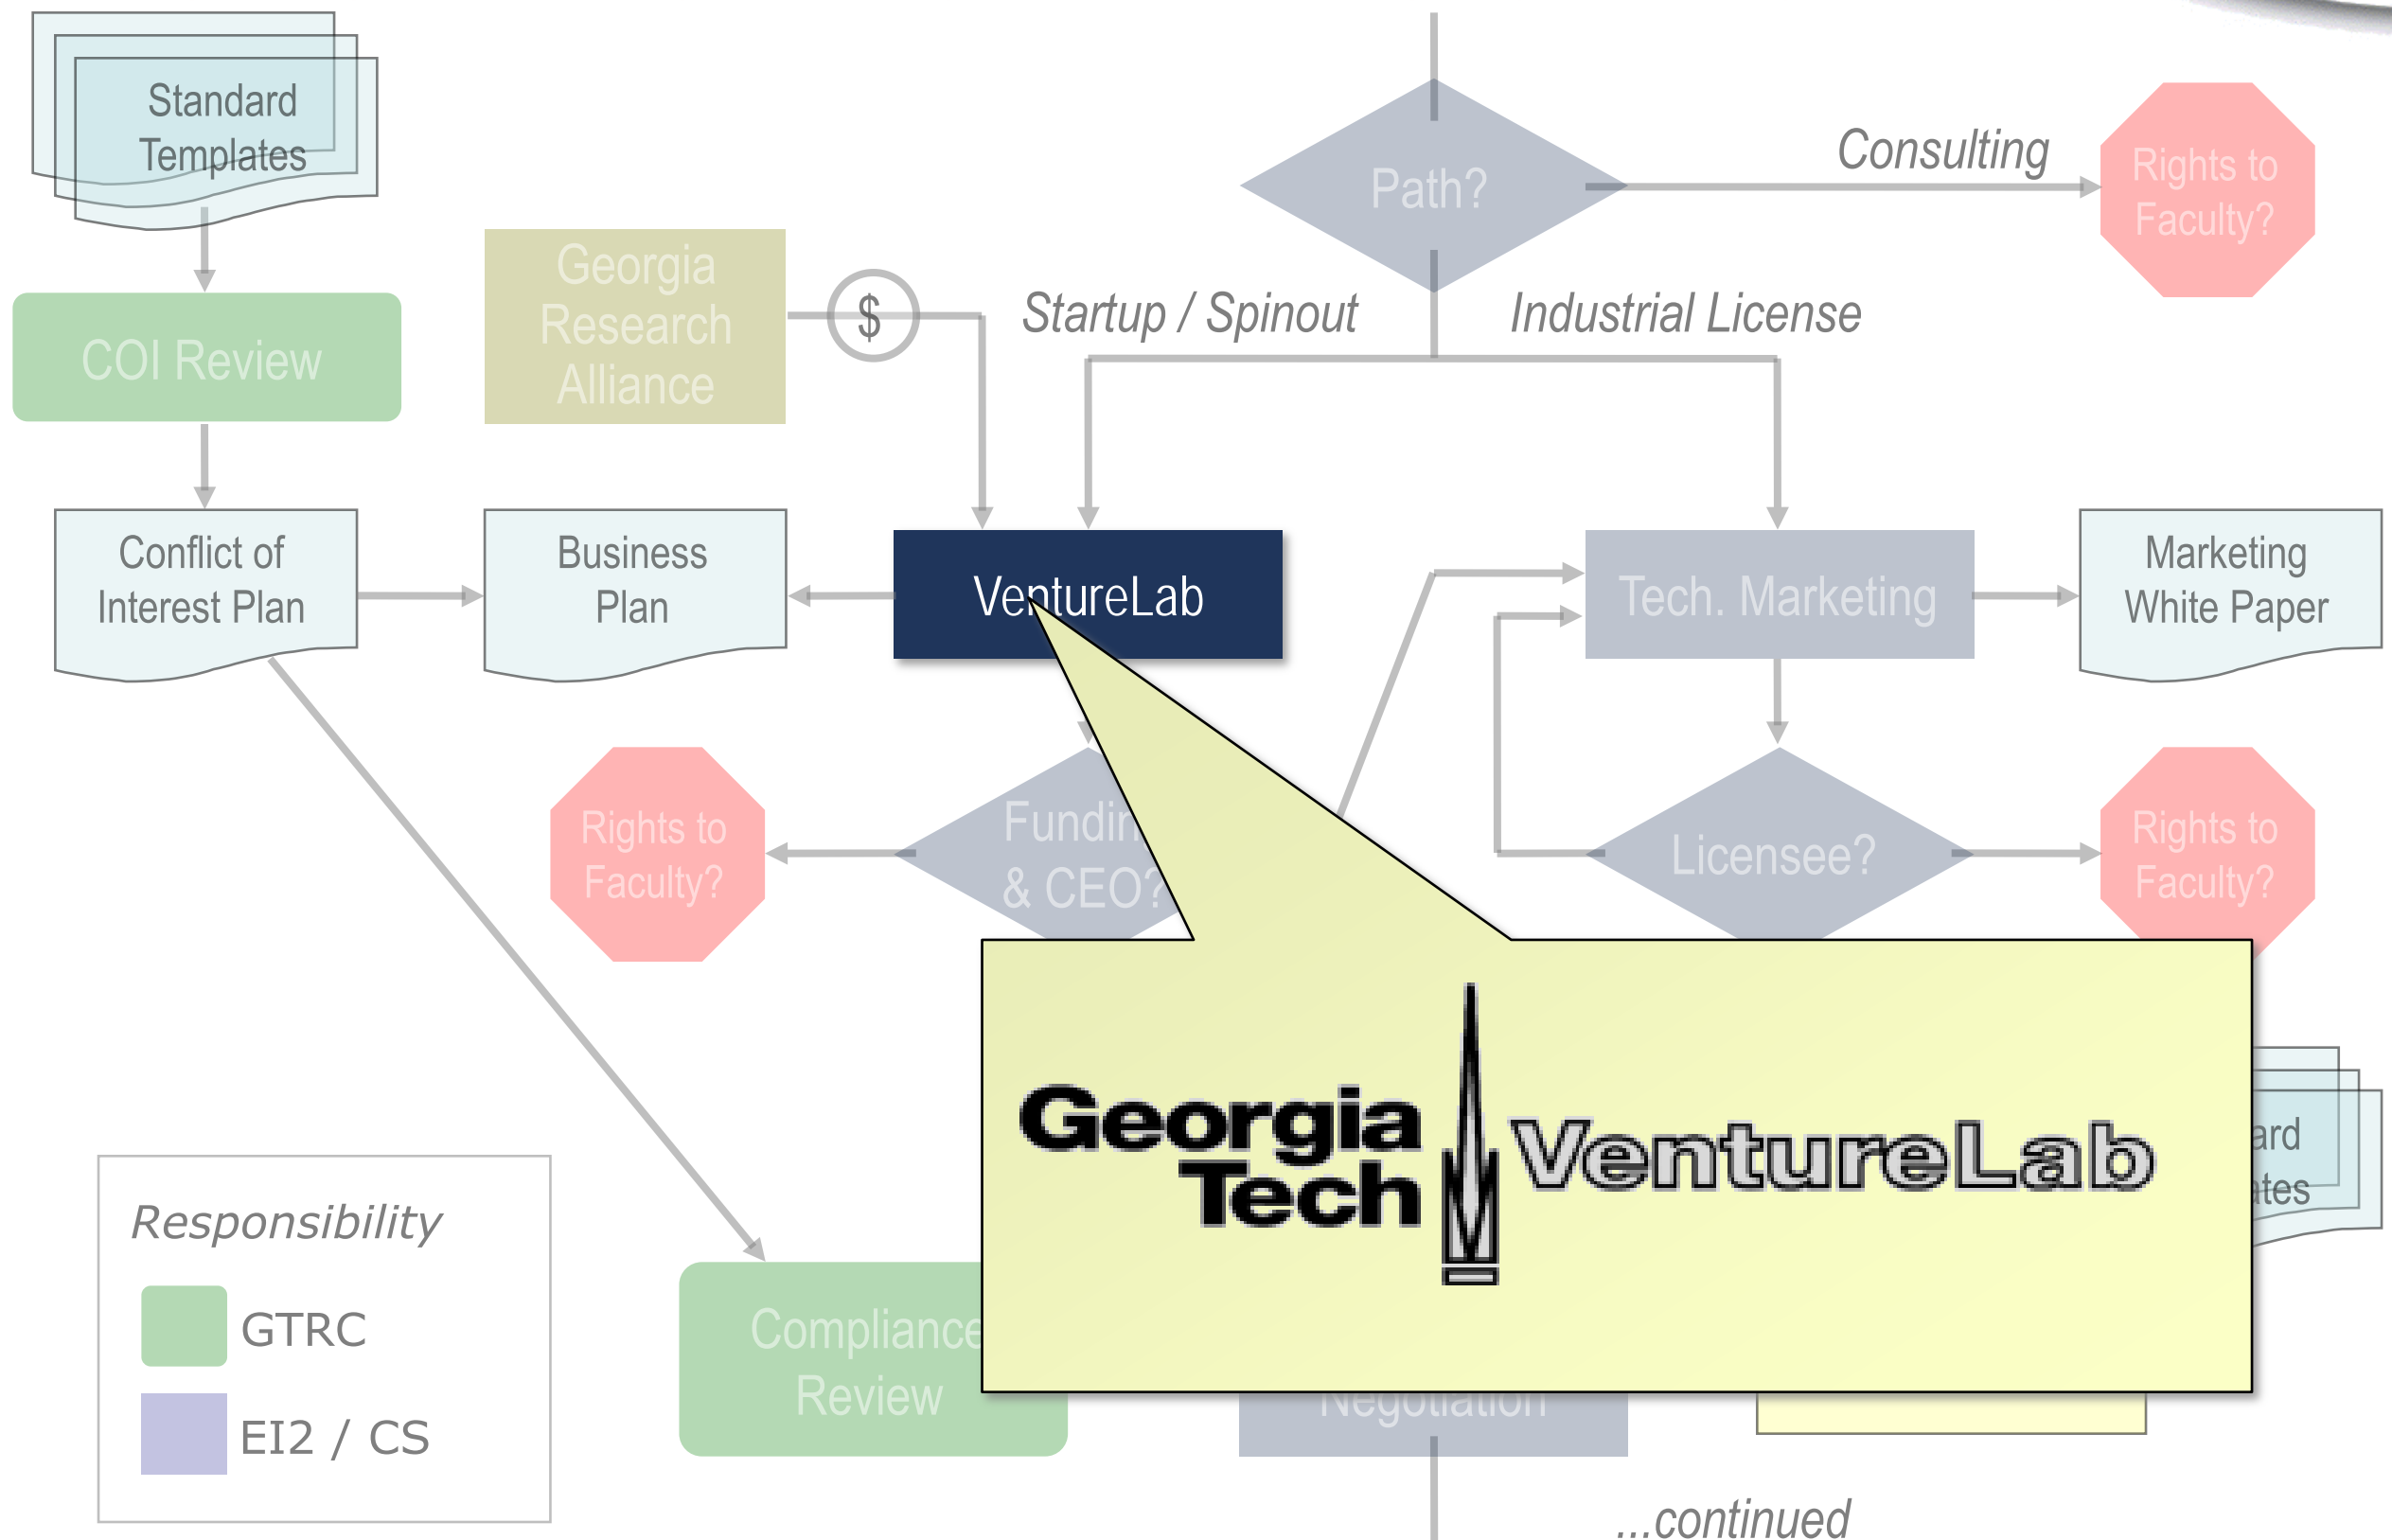 Standard
Templates
Path?
Consulting
Rights to
Faculty?
Georgia
Research
Alliance
$
Startup / Spinout
Industrial License
COI Review
Conflict of
Interest Plan
Business
Plan
VentureLab
Tech. Marketing
Marketing
White Paper
Rights to
Faculty?
& CEO?
Licensee?
Rights to
Faculty?
Georgia
Tech
VentureLab
Responsibility
GTRC
EI2 / CS
Compliance
Review
Negotiation
...continued